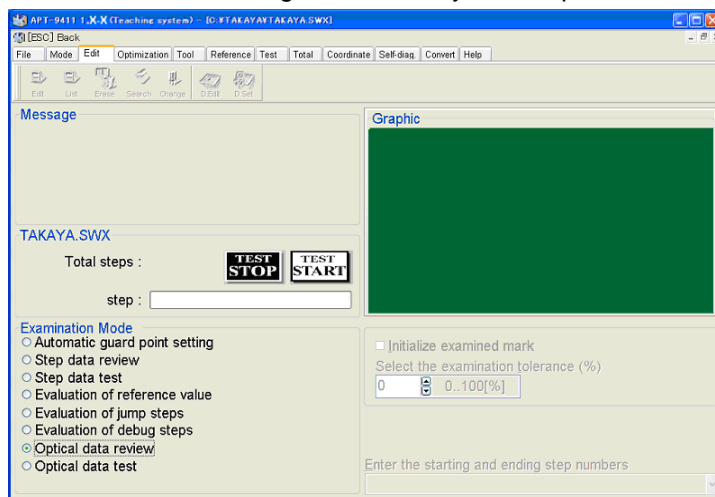 APT-9411 1.X-X (Teaching system) - [C:¥TAKAYA¥TAKAYA.SWX]
[ESC] Back
File Mode Edit Optimization Tool Reference Test Total Coordinate Self-diag. Convert Help
Edit List Erase Search Change D.Edit D.Set
Message
Graphic
TAKAYA.SWX
Total steps :
TEST STOP
TEST START
step :
Examination Mode
Automatic guard point setting
Step data review
Step data test
Evaluation of reference value
Evaluation of jump steps
Evaluation of debug steps
Optical data review
Optical data test
Initialize examined mark
Select the examination tolerance (%)
0 0..100[%]
Enter the starting and ending step numbers